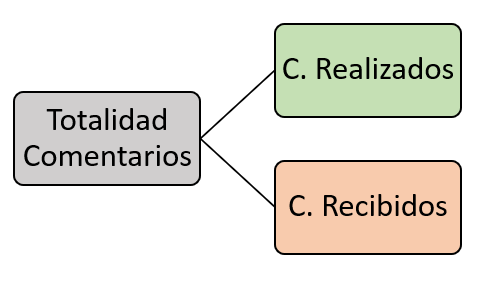 Totalidad
Comentarios
C. Realizados
C. Recibidos